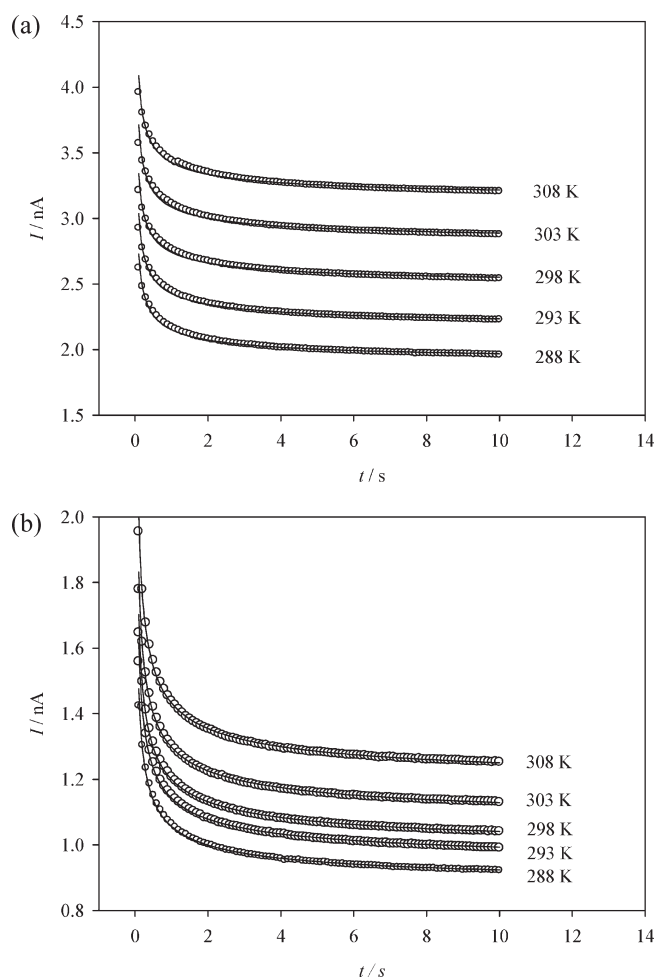 (a)
4.5
4.0
3.5
3.0
2.5
2.0
1.5
I / nA
308 K
303 K
298 K
293 K
288 K
0 2 4 6 8 10 12 14
t / s
(b)
2.0
1.8
1.6
1.4
1.2
1.0
0.8
I / nA
308 K
303 K
298 K
293 K
288 K
0 2 4 6 8 10 12 14
t / s